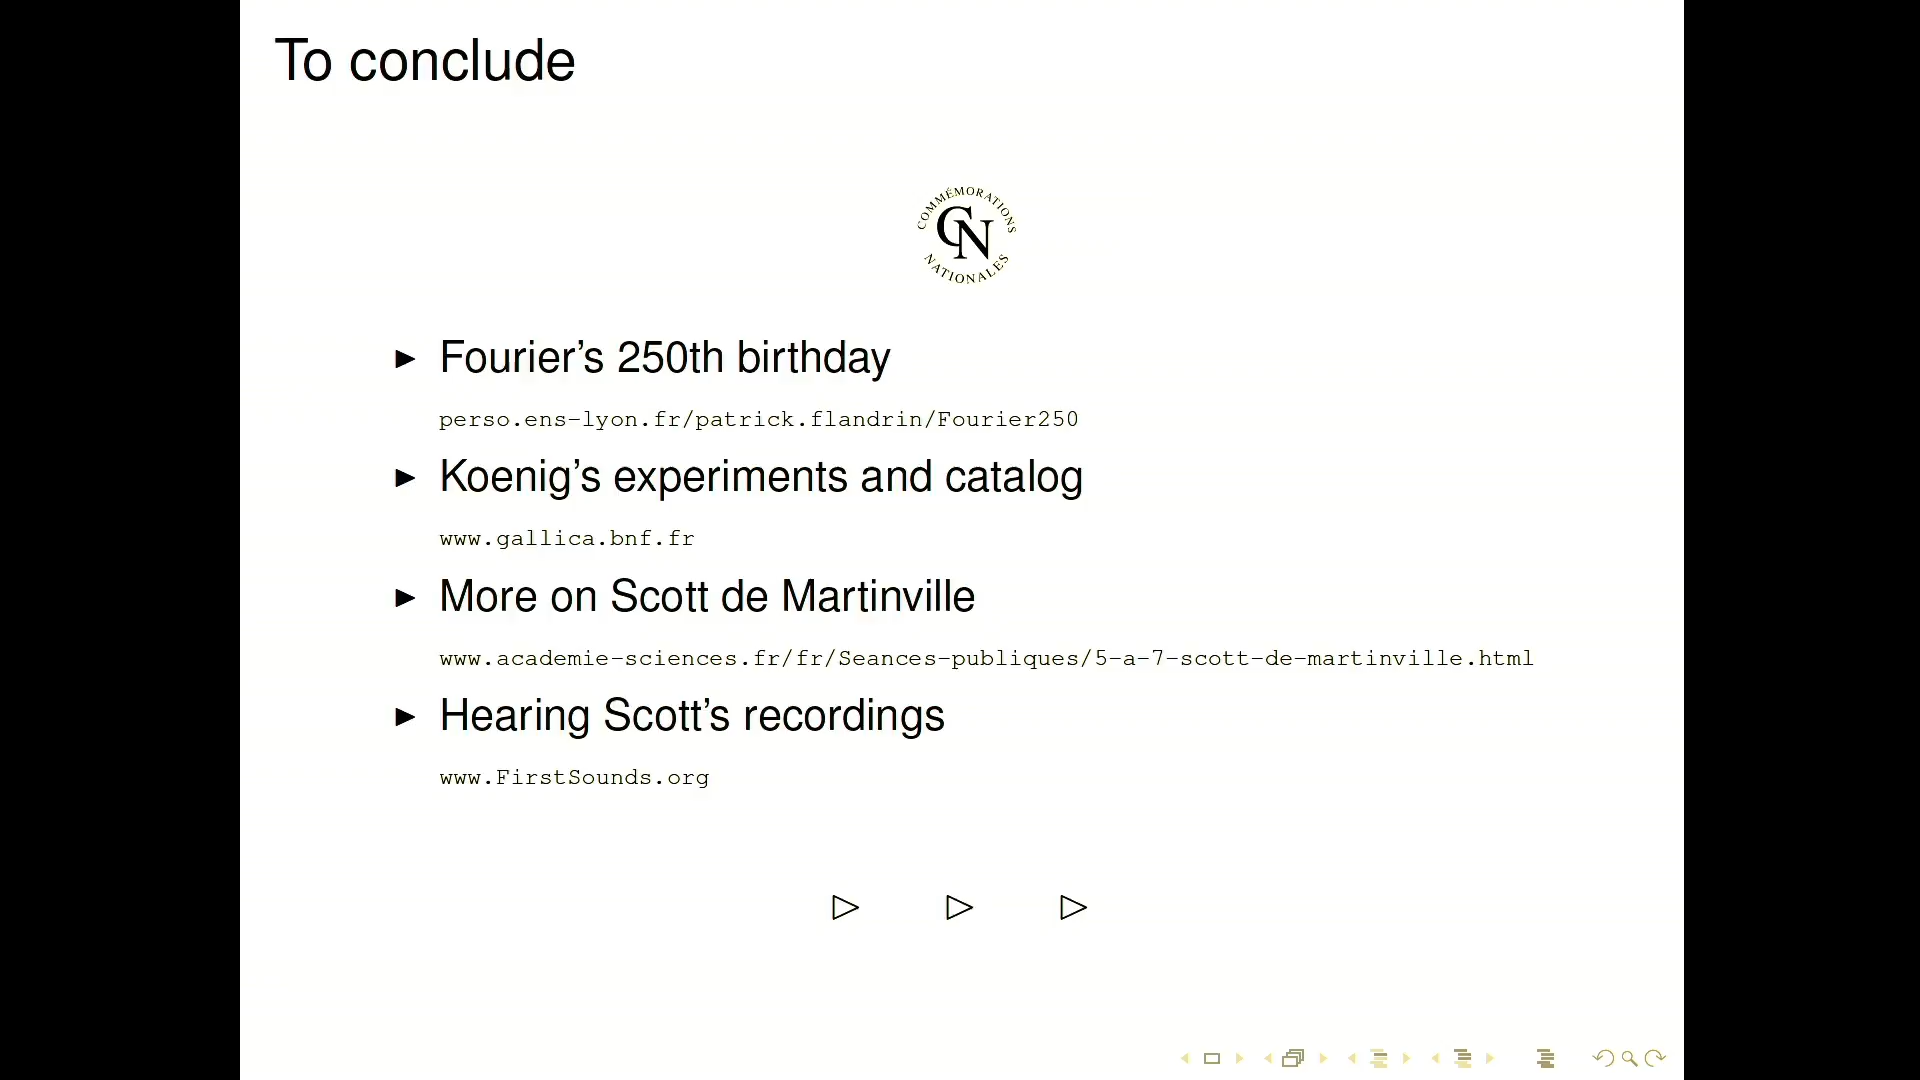 To conclude
COMMÉMORATIONS
CN
NATIONALES
Fourier's 250th birthday
perso.ens-lyon.fr/patrick.flandrin/Fourier250
Koenig's experiments and catalog
www.gallica.bnf.fr
More on Scott de Martinville
www.academie-sciences.fr/fr/Seances-publiques/5-a-7-scott-de-martinville.html
Hearing Scott's recordings
www.FirstSounds.org